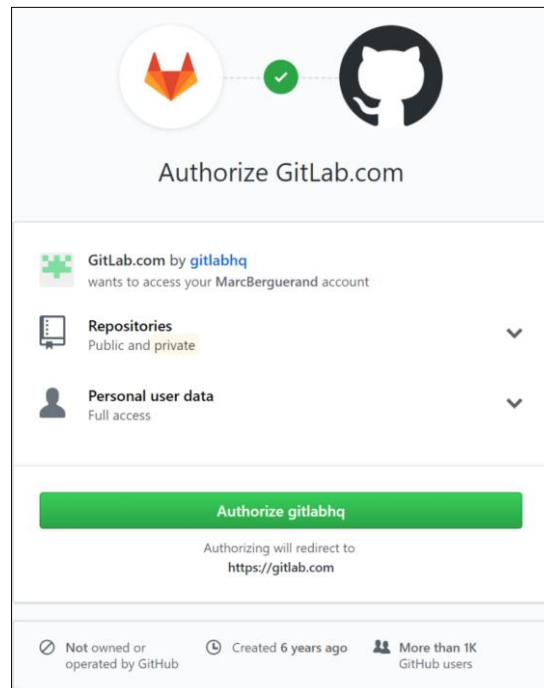 Authorize GitLab.com
GitLab.com by gitlabhq
wants to access your MarcBerguerand account
Repositories
Public and private
Personal user data
Full access
Authorize gitlabhq
Authorizing will redirect to
https://gitlab.com
Not owned or
operated by GitHub
Created 6 years ago
More than 1K
GitHub users